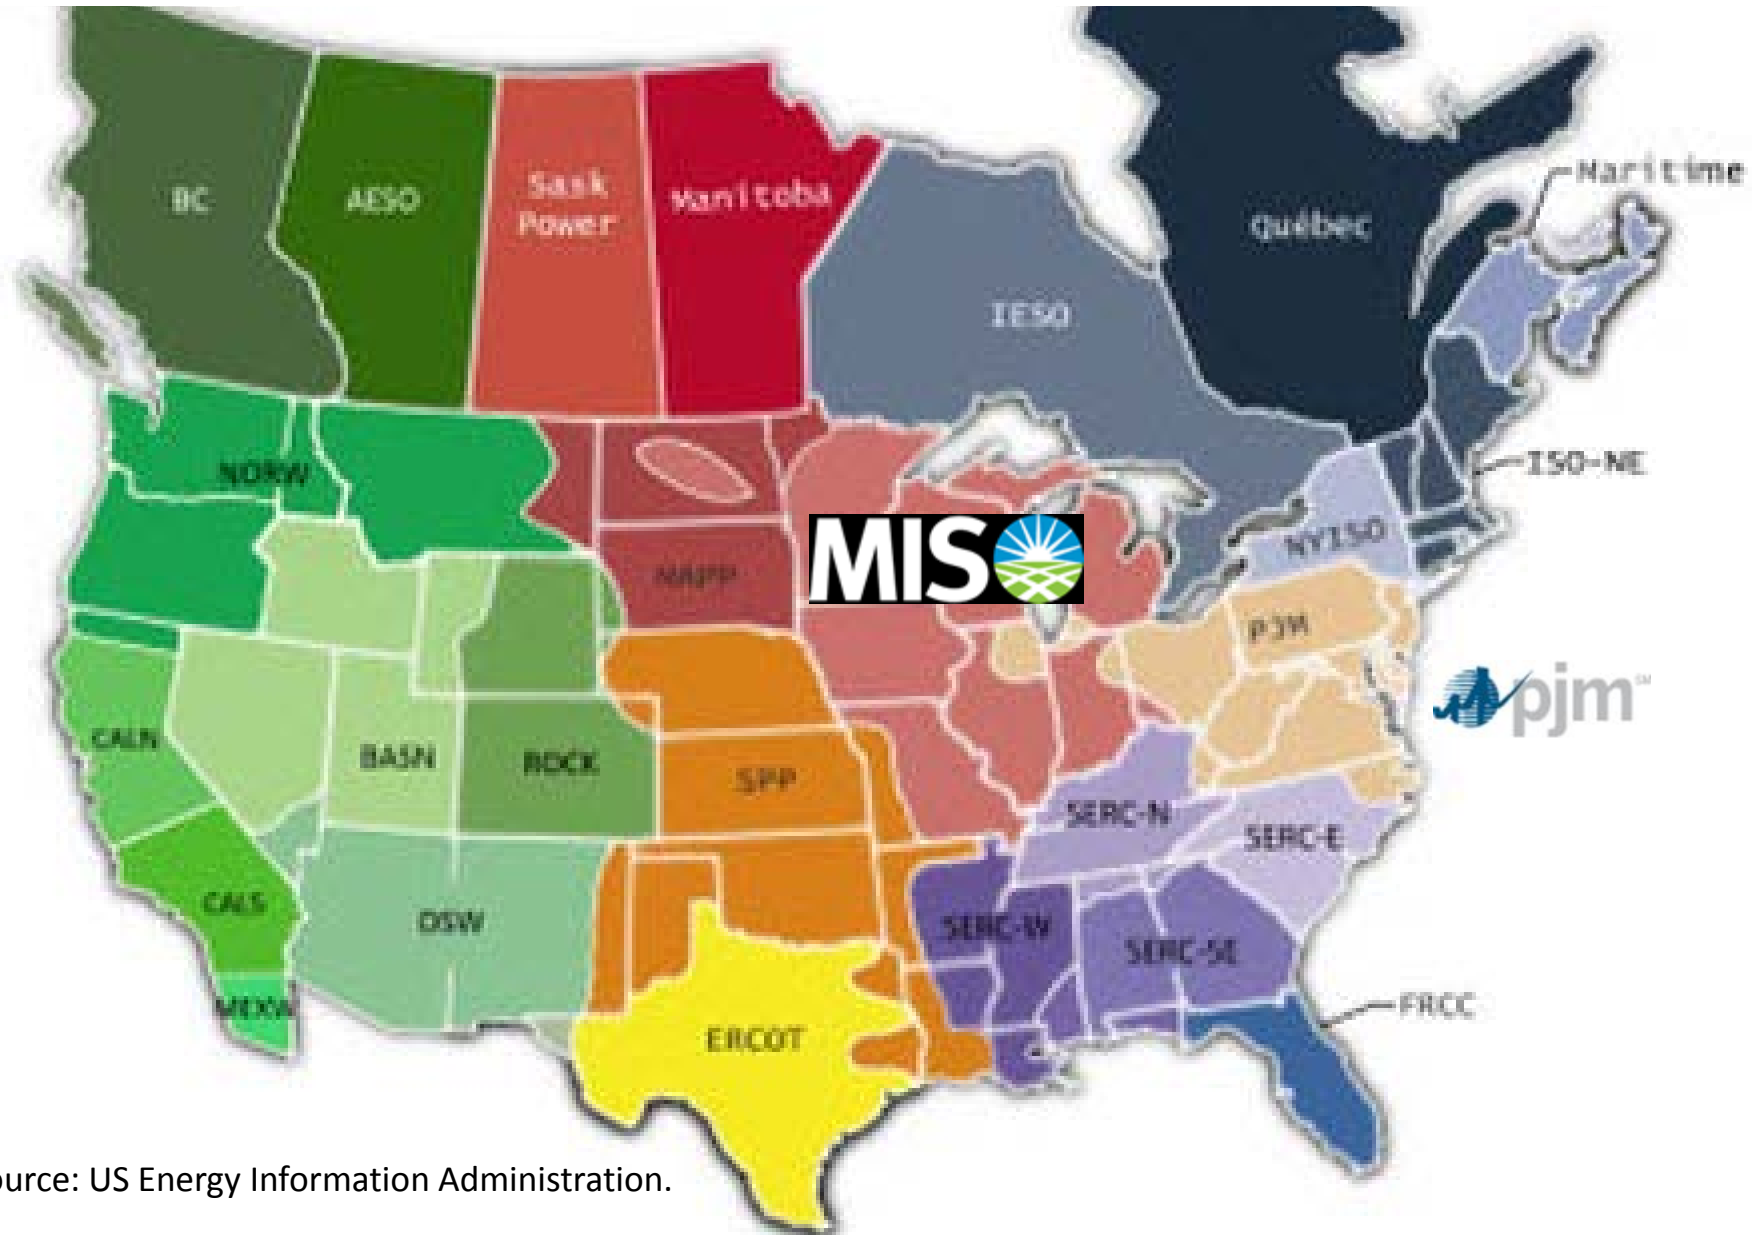 BC
AESO
Sask
Power
Manitoba
Québec
Maritime
IESO
NORW
MAPP
MISO
ISO-NE
NYISO
PJM
pjm
SM
CALN
BASN
ROCK
SPP
SERC-N
SERC-E
CALS
DSW
SERC-W
SERC-SE
MEXW
ERCOT
FRCC
ource: US Energy Information Administration.